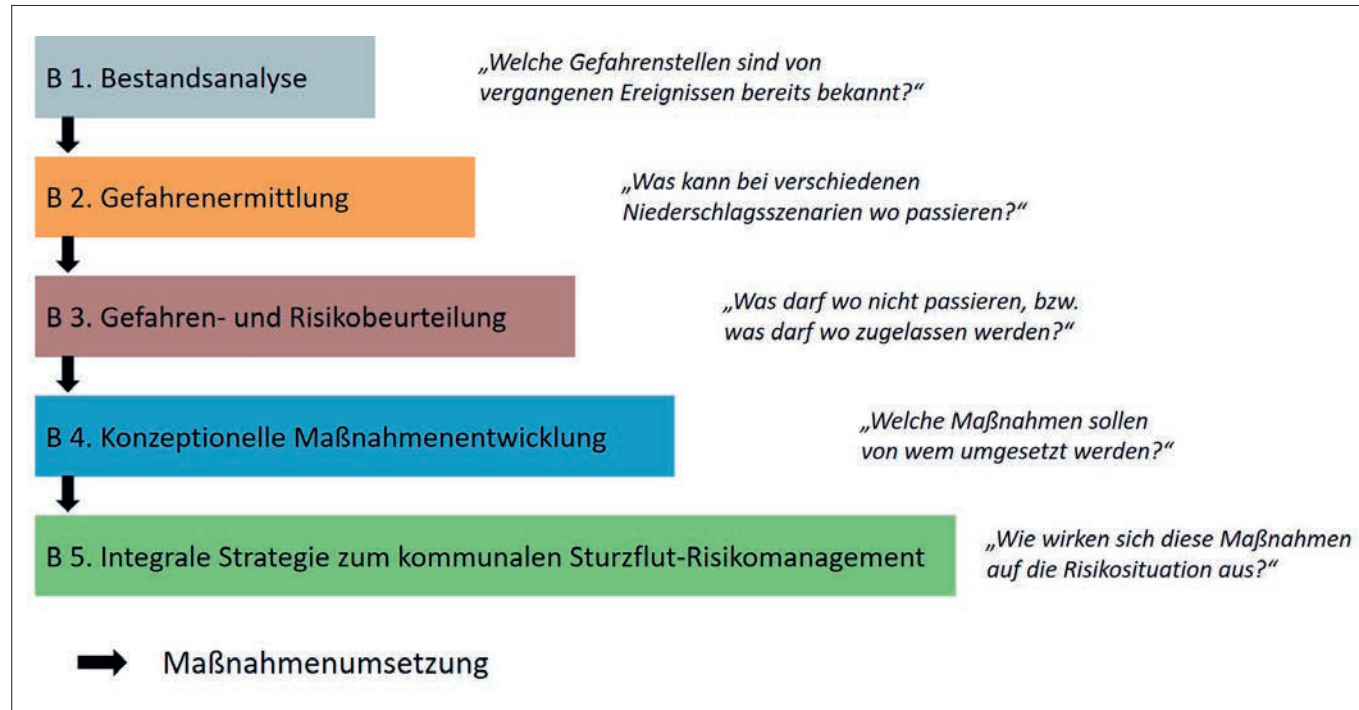 B 1. Bestandsanalyse
„Welche Gefahrenstellen sind von
vergangenen Ereignissen bereits bekannt?“
B 2. Gefahrenermittlung
„Was kann bei verschiedenen
Niederschlagsszenarien wo passieren?“
B 3. Gefahren- und Risikobeurteilung
„Was darf wo nicht passieren, bzw.
was darf wo zugelassen werden?“
B 4. Konzeptionelle Maßnahmenentwicklung
„Welche Maßnahmen sollen
von wem umgesetzt werden?“
B 5. Integrale Strategie zum kommunalen Sturzflut-Risikomanagement
„Wie wirken sich diese Maßnahmen
auf die Risikosituation aus?“
Maßnahmenumsetzung